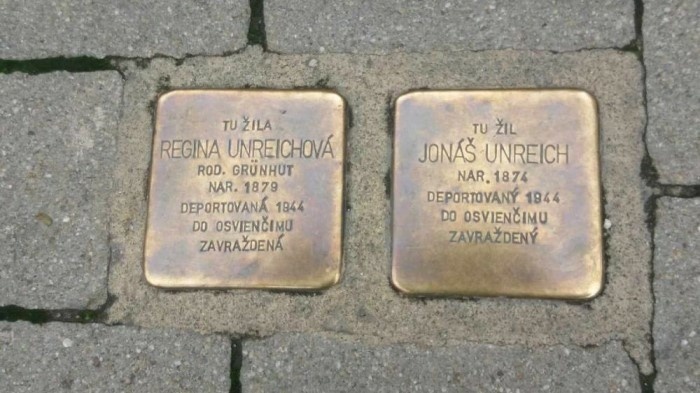 TU ŽILA
REGINA UNREICHOVÁ
ROD. GRÜNHUT
NAR. 1879
DEPORTOVANÁ 1944
DO OSVIENČIMU
ZAVRAŽDENÁ
TU ŽIL
JONÁŠ UNREICH
NAR. 1874
DEPORTOVANÝ 1944
DO OSVIENČIMU
ZAVRAŽDENÝ